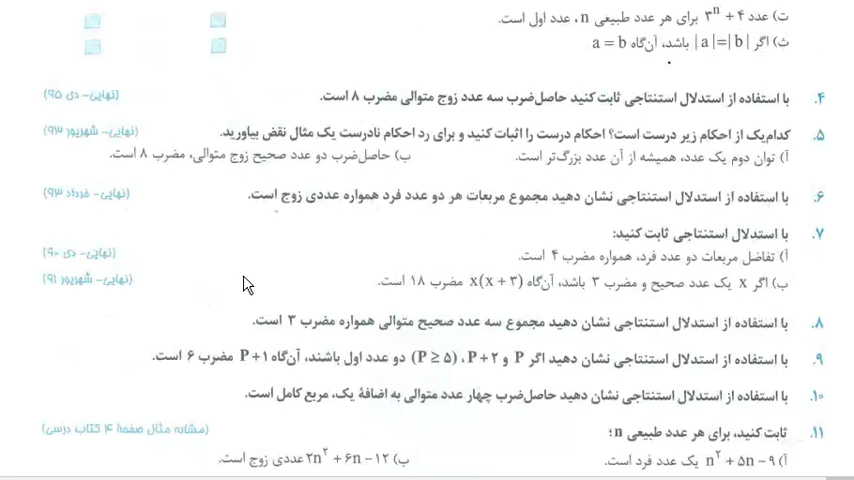 ت) عدد 3ⁿ + 4 برای هر عدد طبیعی n، عدد اول است.
ث) اگر |a|=|b| باشد، آن‌گاه a = b
۴. با استفاده از استدلال استنتاجی ثابت کنید حاصل‌ضرب سه عدد زوج متوالی مضرب ۸ است. (نهایی- دی ۹۵)
۵. کدام‌یک از احکام زیر درست است؟ احکام درست را اثبات کنید و برای رد احکام نادرست یک مثال نقض بیاورید. (نهایی- شهریور ۹۳)
آ) توان دوم یک عدد، همیشه از آن عدد بزرگ‌تر است. ب) حاصل‌ضرب دو عدد صحیح زوج متوالی، مضرب ۸ است.
۶. با استفاده از استدلال استنتاجی نشان دهید مجموع مربعات هر دو عدد فرد همواره عددی زوج است. (نهایی- خرداد ۹۳)
۷. با استدلال استنتاجی ثابت کنید:
آ) تفاضل مربعات دو عدد فرد، همواره مضرب ۴ است. (نهایی- دی ۹۰)
ب) اگر x یک عدد صحیح و مضرب ۳ باشد، آن‌گاه x(x + ۳) مضرب ۱۸ است. (نهایی- شهریور ۹۱)
۸. با استفاده از استدلال استنتاجی نشان دهید مجموع سه عدد صحیح متوالی همواره مضرب ۳ است.
۹. با استفاده از استدلال استنتاجی نشان دهید اگر P و P+۲، (P ≥ ۵) دو عدد اول باشند، آن‌گاه P+۱ مضرب ۶ است.
۱۰. با استفاده از استدلال استنتاجی نشان دهید حاصل‌ضرب چهار عدد متوالی به اضافهٔ یک، مربع کامل است.
۱۱. ثابت کنید، برای هر عدد طبیعی n؛ (مشابه مثال صفحهٔ ۴ کتاب درسی)
آ) n² + ۵n − ۹ یک عدد فرد است. ب) ۲n² + ۶n − ۱۲ عددی زوج است.